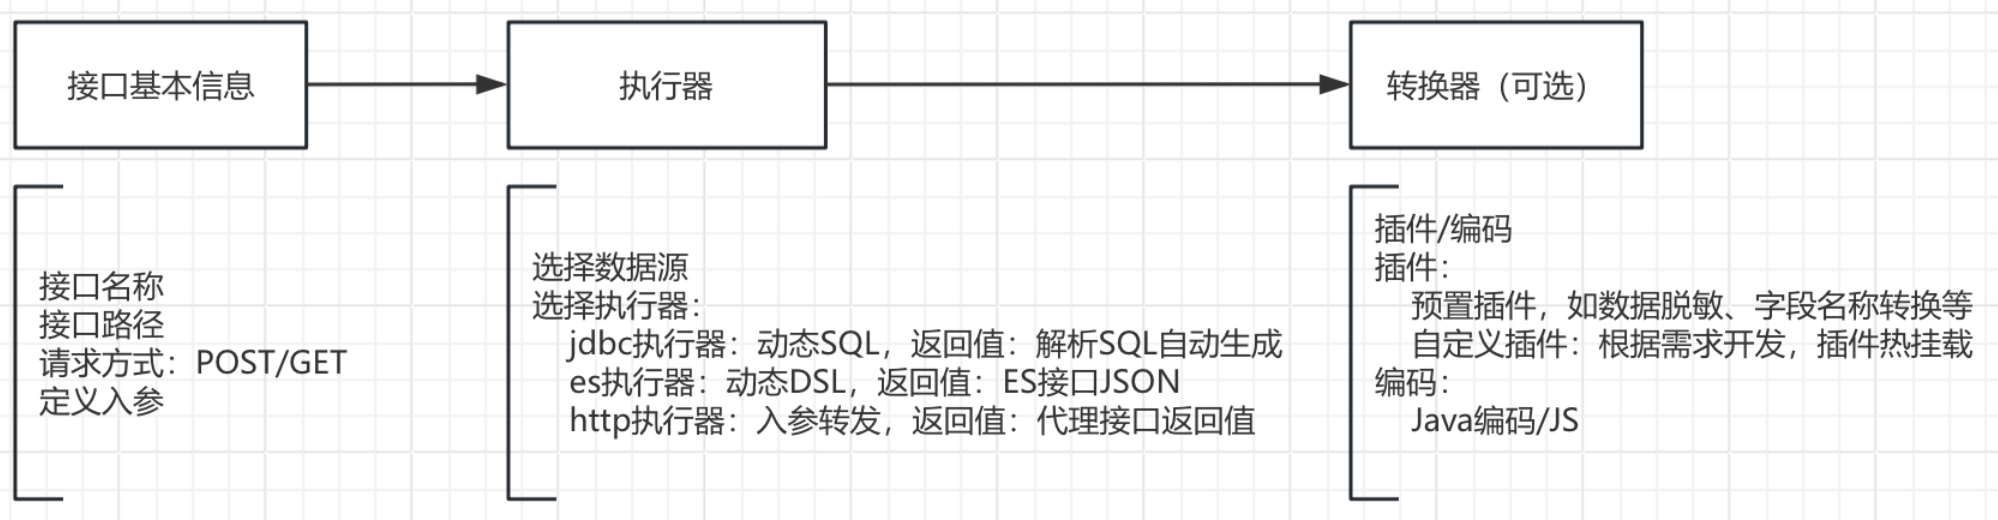 接口基本信息
执行器
转换器（可选）
接口名称
接口路径
请求方式：POST/GET
定义入参
选择数据源
选择执行器：
jdbc执行器：动态SQL，返回值：解析SQL自动生成
es执行器：动态DSL，返回值：ES接口JSON
http执行器：入参转发，返回值：代理接口返回值
插件/编码
插件：
预置插件，如数据脱敏、字段名称转换等
自定义插件：根据需求开发，插件热挂载
编码：
Java编码/JS